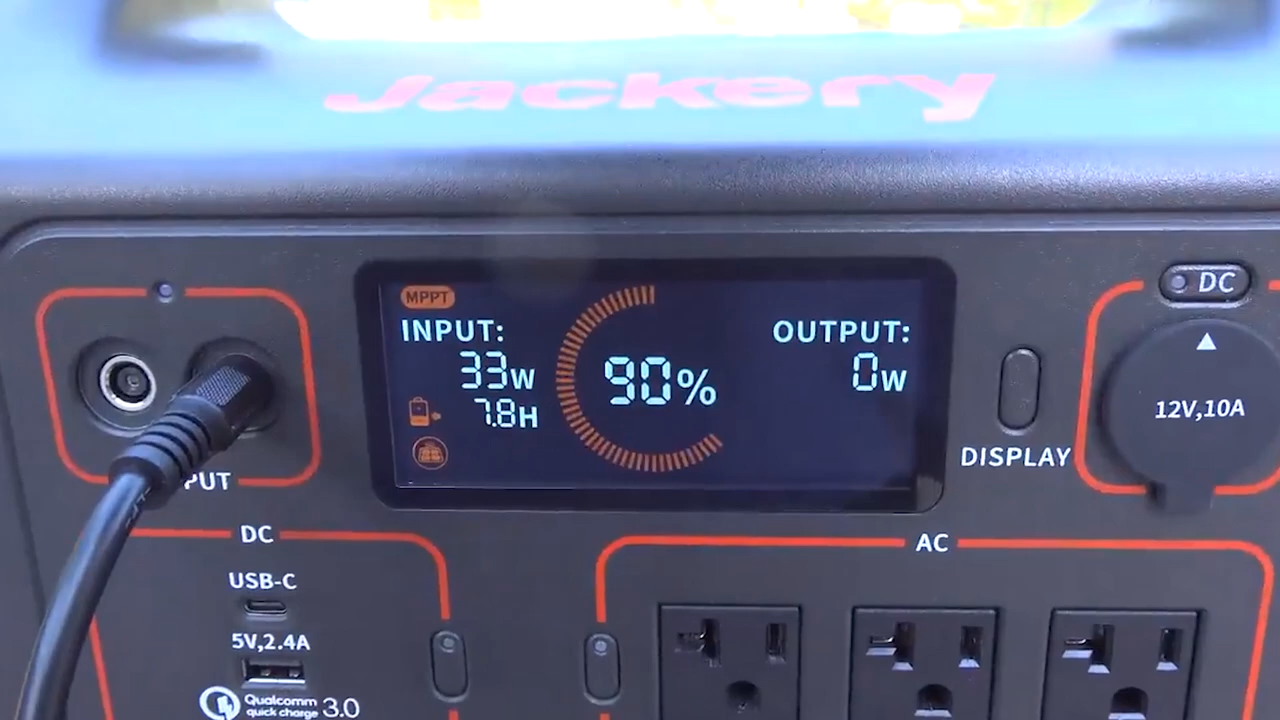 Jackery
MPPT
INPUT:
33W
7.8H
90%
OUTPUT:
0W
DISPLAY
DC
12V,10A
PUT
DC
USB-C
5V,2.4A
Qualcomm
quick charge 3.0
AC